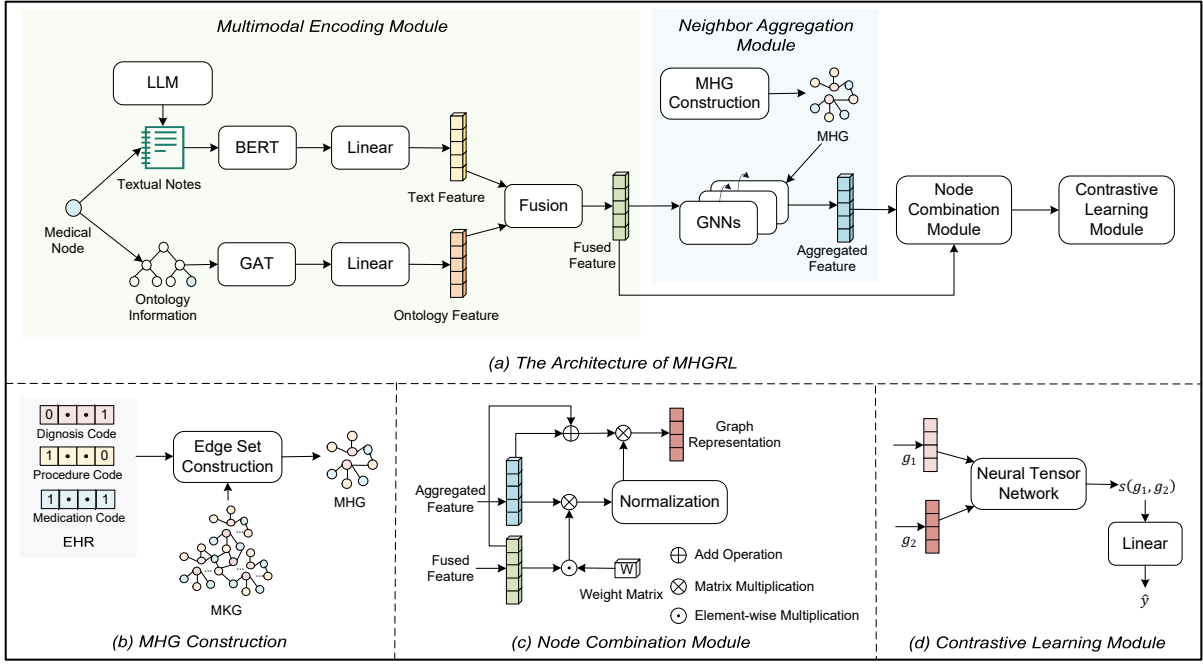 Multimodal Encoding Module
Neighbor Aggregation
Module
LLM
MHG
Construction
MHG
BERT
Linear
Textual Notes
Text Feature
Medical
Node
Fusion
Fused
Feature
GNNs
Aggregated
Feature
Node
Combination
Module
Contrastive
Learning
Module
GAT
Linear
Ontology
Information
Ontology Feature
(a) The Architecture of MHGRL
0 • • 1
Dignosis Code
1 • • 0
Procedure Code
1 • • 1
Medication Code
EHR
Edge Set
Construction
MHG
MKG
(b) MHG Construction
Graph
Representation
Aggregated
Feature
Normalization
Fused
Feature
W
Weight Matrix
Add Operation
Matrix Multiplication
Element-wise Multiplication
(c) Node Combination Module
g₁
g₂
Neural Tensor
Network
s(g₁, g₂)
Linear
ŷ
(d) Contrastive Learning Module